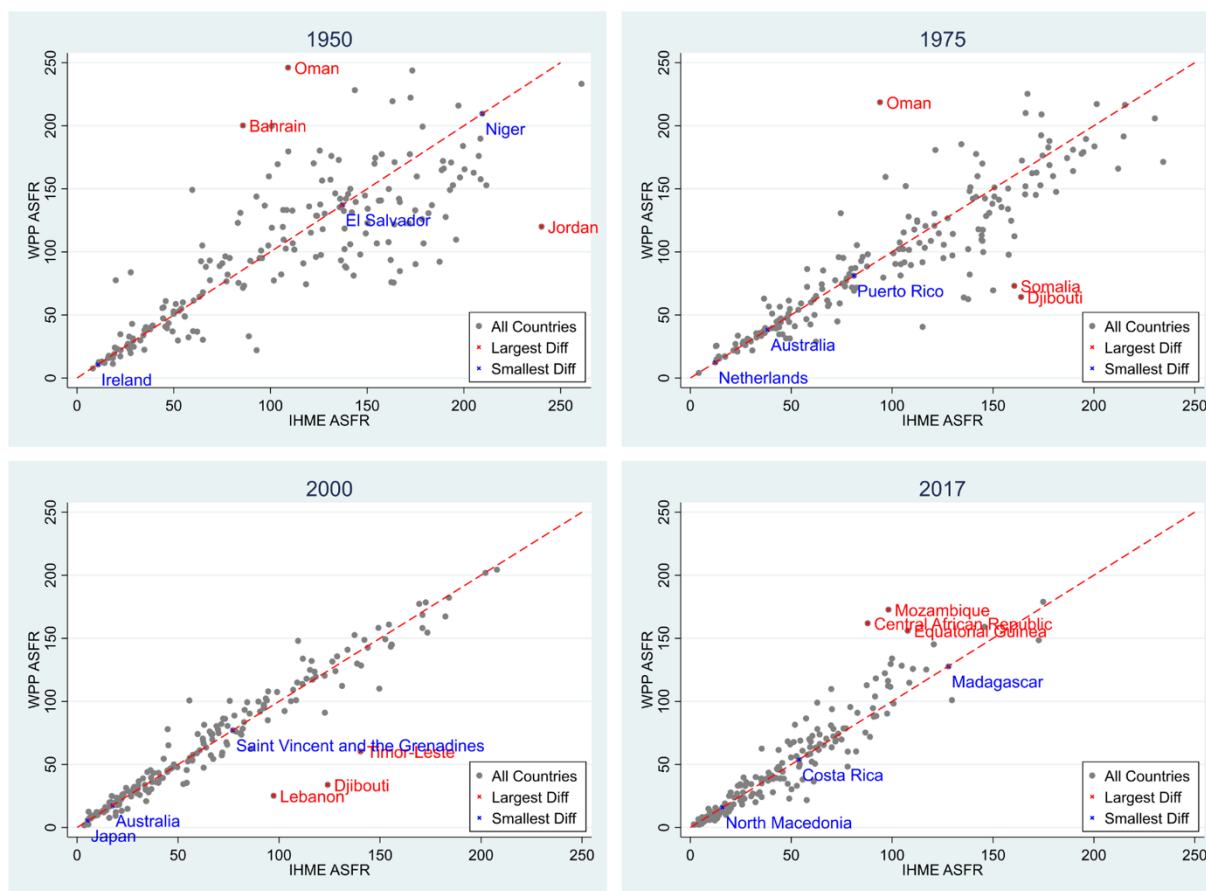 1950
WPP ASFR
250
200
150
100
50
0
Oman
Bahrain
Niger
El Salvador
Jordan
Ireland
All Countries
Largest Diff
Smallest Diff
0 50 100 150 200 250
IHME ASFR
1975
WPP ASFR
250
200
150
100
50
0
Oman
Somalia
Djibouti
Puerto Rico
Australia
Netherlands
All Countries
Largest Diff
Smallest Diff
0 50 100 150 200 250
IHME ASFR
2000
WPP ASFR
250
200
150
100
50
0
Saint Vincent and the Grenadines
Timor-Leste
Djibouti
Lebanon
Australia
Japan
All Countries
Largest Diff
Smallest Diff
0 50 100 150 200 250
IHME ASFR
2017
WPP ASFR
250
200
150
100
50
0
Mozambique
Central African Republic
Equatorial Guinea
Madagascar
Costa Rica
North Macedonia
All Countries
Largest Diff
Smallest Diff
0 50 100 150 200 250
IHME ASFR